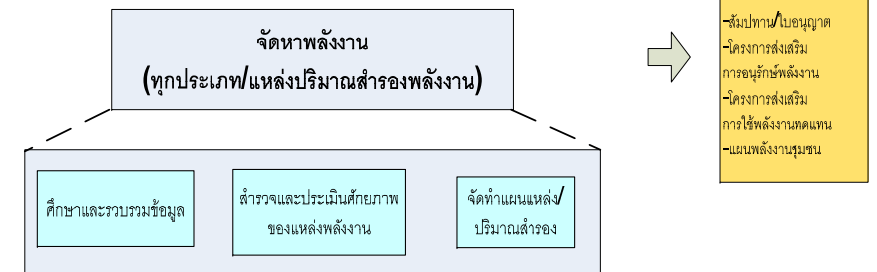 จัดหาพลังงาน
(ทุกประเภท/แหล่งปริมาณสำรองพลังงาน)
-สัมปทาน/ใบอนุญาต
-โครงการส่งเสริม
การอนุรักษ์พลังงาน
-โครงการส่งเสริม
การใช้พลังงานทดแทน
-แผนพลังงานชุมชน
ศึกษาและรวบรวมข้อมูล
สำรวจและประเมินศักยภาพ
ของแหล่งพลังงาน
จัดทำแผนแหล่ง/
ปริมาณสำรอง